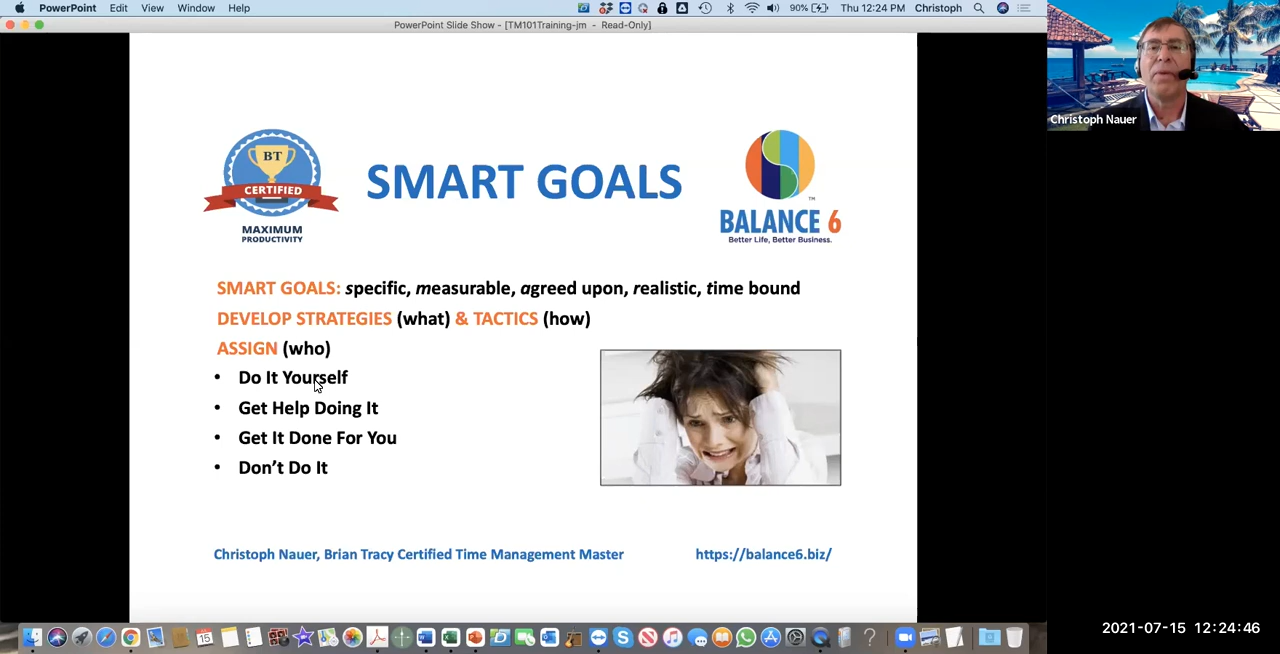 PowerPoint Edit View Window Help 90% Thu 12:24 PM Christoph
PowerPoint Slide Show - [TM101Training-jm - Read-Only]
Christoph Nauer
BT
CERTIFIED
MAXIMUM
PRODUCTIVITY
SMART GOALS
TM
BALANCE 6
Better Life, Better Business.
SMART GOALS: specific, measurable, agreed upon, realistic, time bound
DEVELOP STRATEGIES (what) & TACTICS (how)
ASSIGN (who)
• Do It Yourself
• Get Help Doing It
• Get It Done For You
• Don't Do It
Christoph Nauer, Brian Tracy Certified Time Management Master https://balance6.biz/
15
2021-07-15 12:24:46